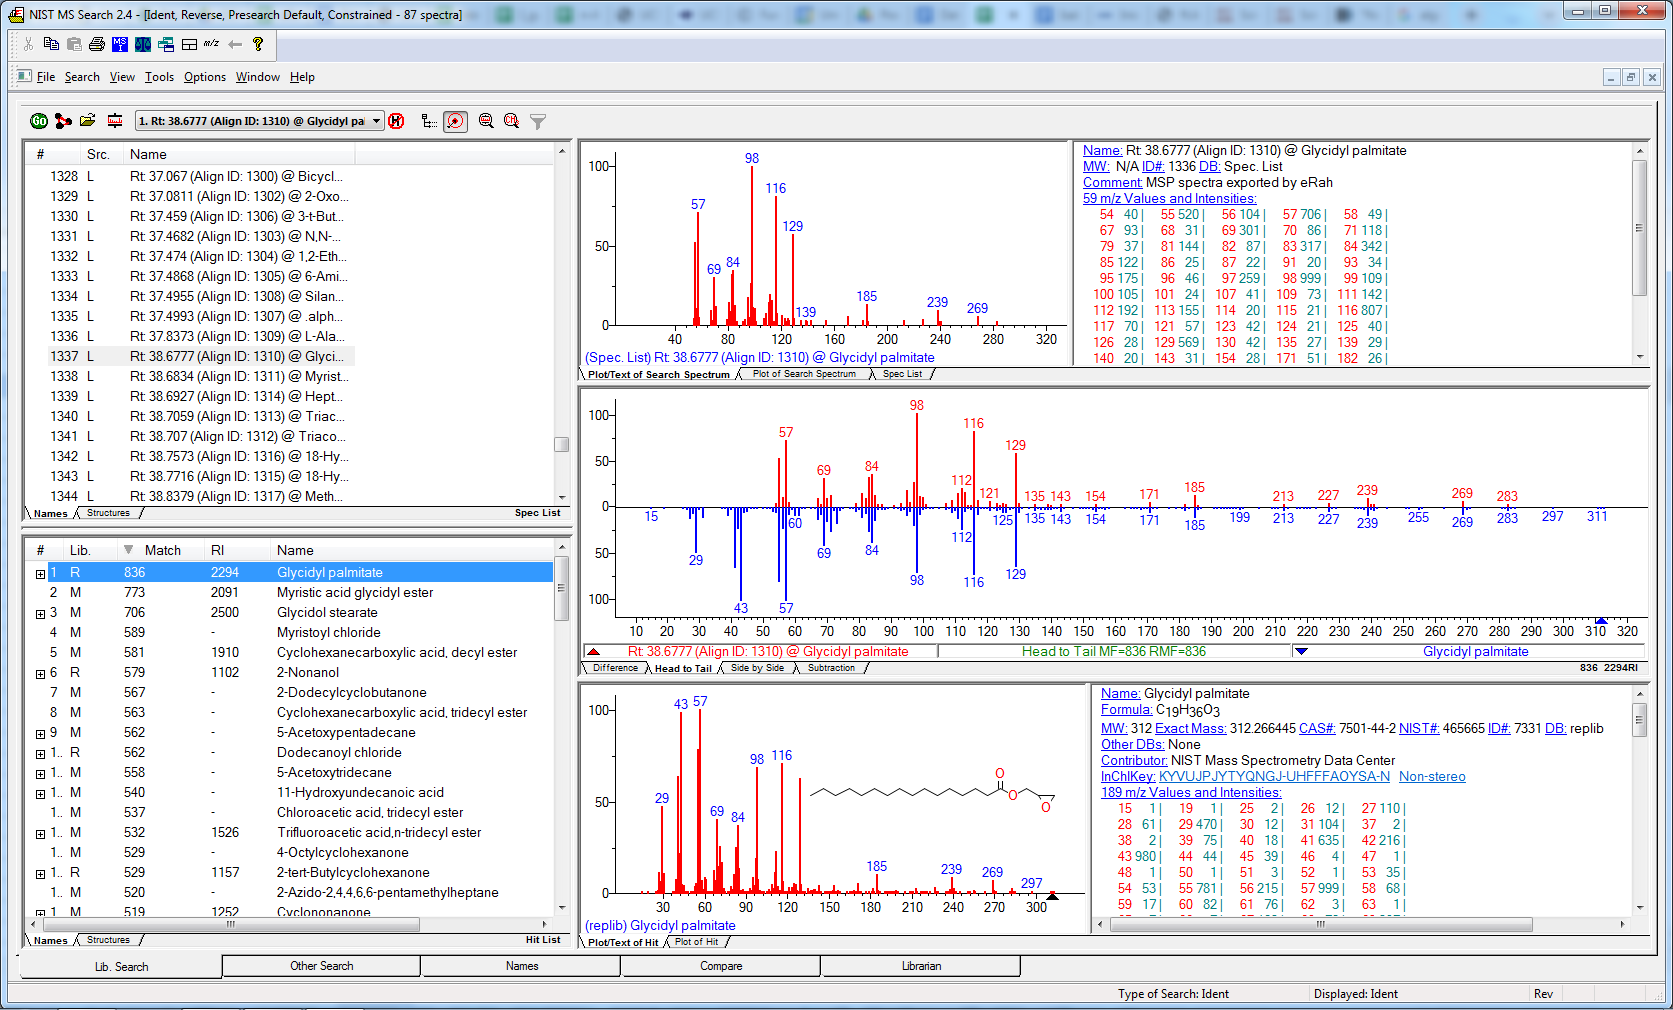 NIST MS Search 2.4 - [Ident, Reverse, Presearch Default, Constrained - 87 spectra]
MS
m/z
File Search View Tools Options Window Help
GO
1. Rt: 38.6777 (Align ID: 1310) @ Glycidyl pal
# Src. Name
1328 L Rt: 37.067 (Align ID: 1300) @ Bicycl...
1329 L Rt: 37.0811 (Align ID: 1302) @ 2-Oxo...
1330 L Rt: 37.459 (Align ID: 1306) @ 3-t-But...
1331 L Rt: 37.4682 (Align ID: 1303) @ N,N-...
1332 L Rt: 37.474 (Align ID: 1304) @ 1,2-Eth...
1333 L Rt: 37.4868 (Align ID: 1305) @ 6-Ami...
1334 L Rt: 37.4955 (Align ID: 1308) @ Silan...
1335 L Rt: 37.4993 (Align ID: 1307) @ .alph...
1336 L Rt: 37.8373 (Align ID: 1309) @ L-Ala...
1337 L Rt: 38.6777 (Align ID: 1310) @ Glyci...
1338 L Rt: 38.6834 (Align ID: 1311) @ Myrist...
1339 L Rt: 38.6927 (Align ID: 1314) @ Hept...
1340 L Rt: 38.7059 (Align ID: 1313) @ Triac...
1341 L Rt: 38.707 (Align ID: 1312) @ Triaco...
1342 L Rt: 38.7573 (Align ID: 1316) @ 18-Hy...
1343 L Rt: 38.7716 (Align ID: 1315) @ 18-Hy...
1344 L Rt: 38.8379 (Align ID: 1317) @ Meth...
Names Structures Spec List
# Lib. Match RI Name
1 R 836 2294 Glycidyl palmitate
2 M 773 2091 Myristic acid glycidyl ester
3 M 706 2500 Glycidol stearate
4 M 589 - Myristoyl chloride
5 M 581 1910 Cyclohexanecarboxylic acid, decyl ester
6 R 579 1102 2-Nonanol
7 M 567 - 2-Dodecylcyclobutanone
8 M 563 - Cyclohexanecarboxylic acid, tridecyl ester
9 M 562 - 5-Acetoxypentadecane
1.. R 562 - Dodecanoyl chloride
1.. M 558 - 5-Acetoxytridecane
1.. M 540 - 11-Hydroxyundecanoic acid
1.. M 537 - Chloroacetic acid, tridecyl ester
1.. M 532 1526 Trifluoroacetic acid,n-tridecyl ester
1.. M 529 - 4-Octylcyclohexanone
1.. R 529 1157 2-tert-Butylcyclohexanone
1.. M 520 - 2-Azido-2,4,4,6,6-pentamethylheptane
1 M 519 1252 Cyclononanone
Names Structures Hit List
100 50 0
57 69 84 98 116 129 139 185 239 269
40 80 120 160 200 240 280 320
(Spec. List) Rt: 38.6777 (Align ID: 1310) @ Glycidyl palmitate
Plot/Text of Search Spectrum Plot of Search Spectrum Spec List
Name: Rt: 38.6777 (Align ID: 1310) @ Glycidyl palmitate
MW: N/A ID#: 1336 DB: Spec. List
Comment: MSP spectra exported by eRah
59 m/z Values and Intensities:
54 40 | 55 520 | 56 104 | 57 706 | 58 49 |
67 93 | 68 31 | 69 301 | 70 86 | 71 118 |
79 37 | 81 144 | 82 87 | 83 317 | 84 342 |
85 122 | 86 25 | 87 22 | 91 20 | 93 34 |
95 175 | 96 46 | 97 259 | 98 999 | 99 109 |
100 105 | 101 24 | 107 41 | 109 73 | 111 142 |
112 192 | 113 155 | 114 20 | 115 21 | 116 807 |
117 70 | 121 57 | 123 42 | 124 21 | 125 40 |
126 28 | 129 569 | 130 42 | 135 27 | 139 29 |
140 20 | 143 31 | 154 28 | 171 51 | 182 26 |
100 50 0 50 100
57 69 84 98 112 116 121 129 135 143 154 171 185 213 227 239 269 283
15 29 43 57 60 69 84 98 112 116 125 129 135 143 154 171 185 199 213 227 239 255 269 283 297 311
10 20 30 40 50 60 70 80 90 100 110 120 130 140 150 160 170 180 190 200 210 220 230 240 250 260 270 280 290 300 310 320
Rt: 38.6777 (Align ID: 1310) @ Glycidyl palmitate Head to Tail MF=836 RMF=836 Glycidyl palmitate
Difference Head to Tail Side by Side Subtraction 836 2294RI
100 50 0
29 43 57 69 84 98 116 185 239 269 297
O O O
30 60 90 120 150 180 210 240 270 300
(replib) Glycidyl palmitate
Plot/Text of Hit Plot of Hit
Name: Glycidyl palmitate
Formula: C19H36O3
MW: 312 Exact Mass: 312.266445 CAS#: 7501-44-2 NIST#: 465665 ID#: 7331 DB: replib
Other DBs: None
Contributor: NIST Mass Spectrometry Data Center
InChIKey: KYVUJPJYTYQNGJ-UHFFFAOYSA-N Non-stereo
189 m/z Values and Intensities:
15 1 | 19 1 | 25 2 | 26 12 | 27 110 |
28 61 | 29 470 | 30 12 | 31 104 | 37 2 |
38 2 | 39 75 | 40 18 | 41 635 | 42 216 |
43 980 | 44 44 | 45 39 | 46 4 | 47 1 |
48 1 | 50 1 | 51 3 | 52 1 | 53 35 |
54 53 | 55 781 | 56 215 | 57 999 | 58 68 |
59 17 | 60 82 | 61 76 | 62 3 | 63 1 |
Lib. Search Other Search Names Compare Librarian
Type of Search: Ident Displayed: Ident Rev